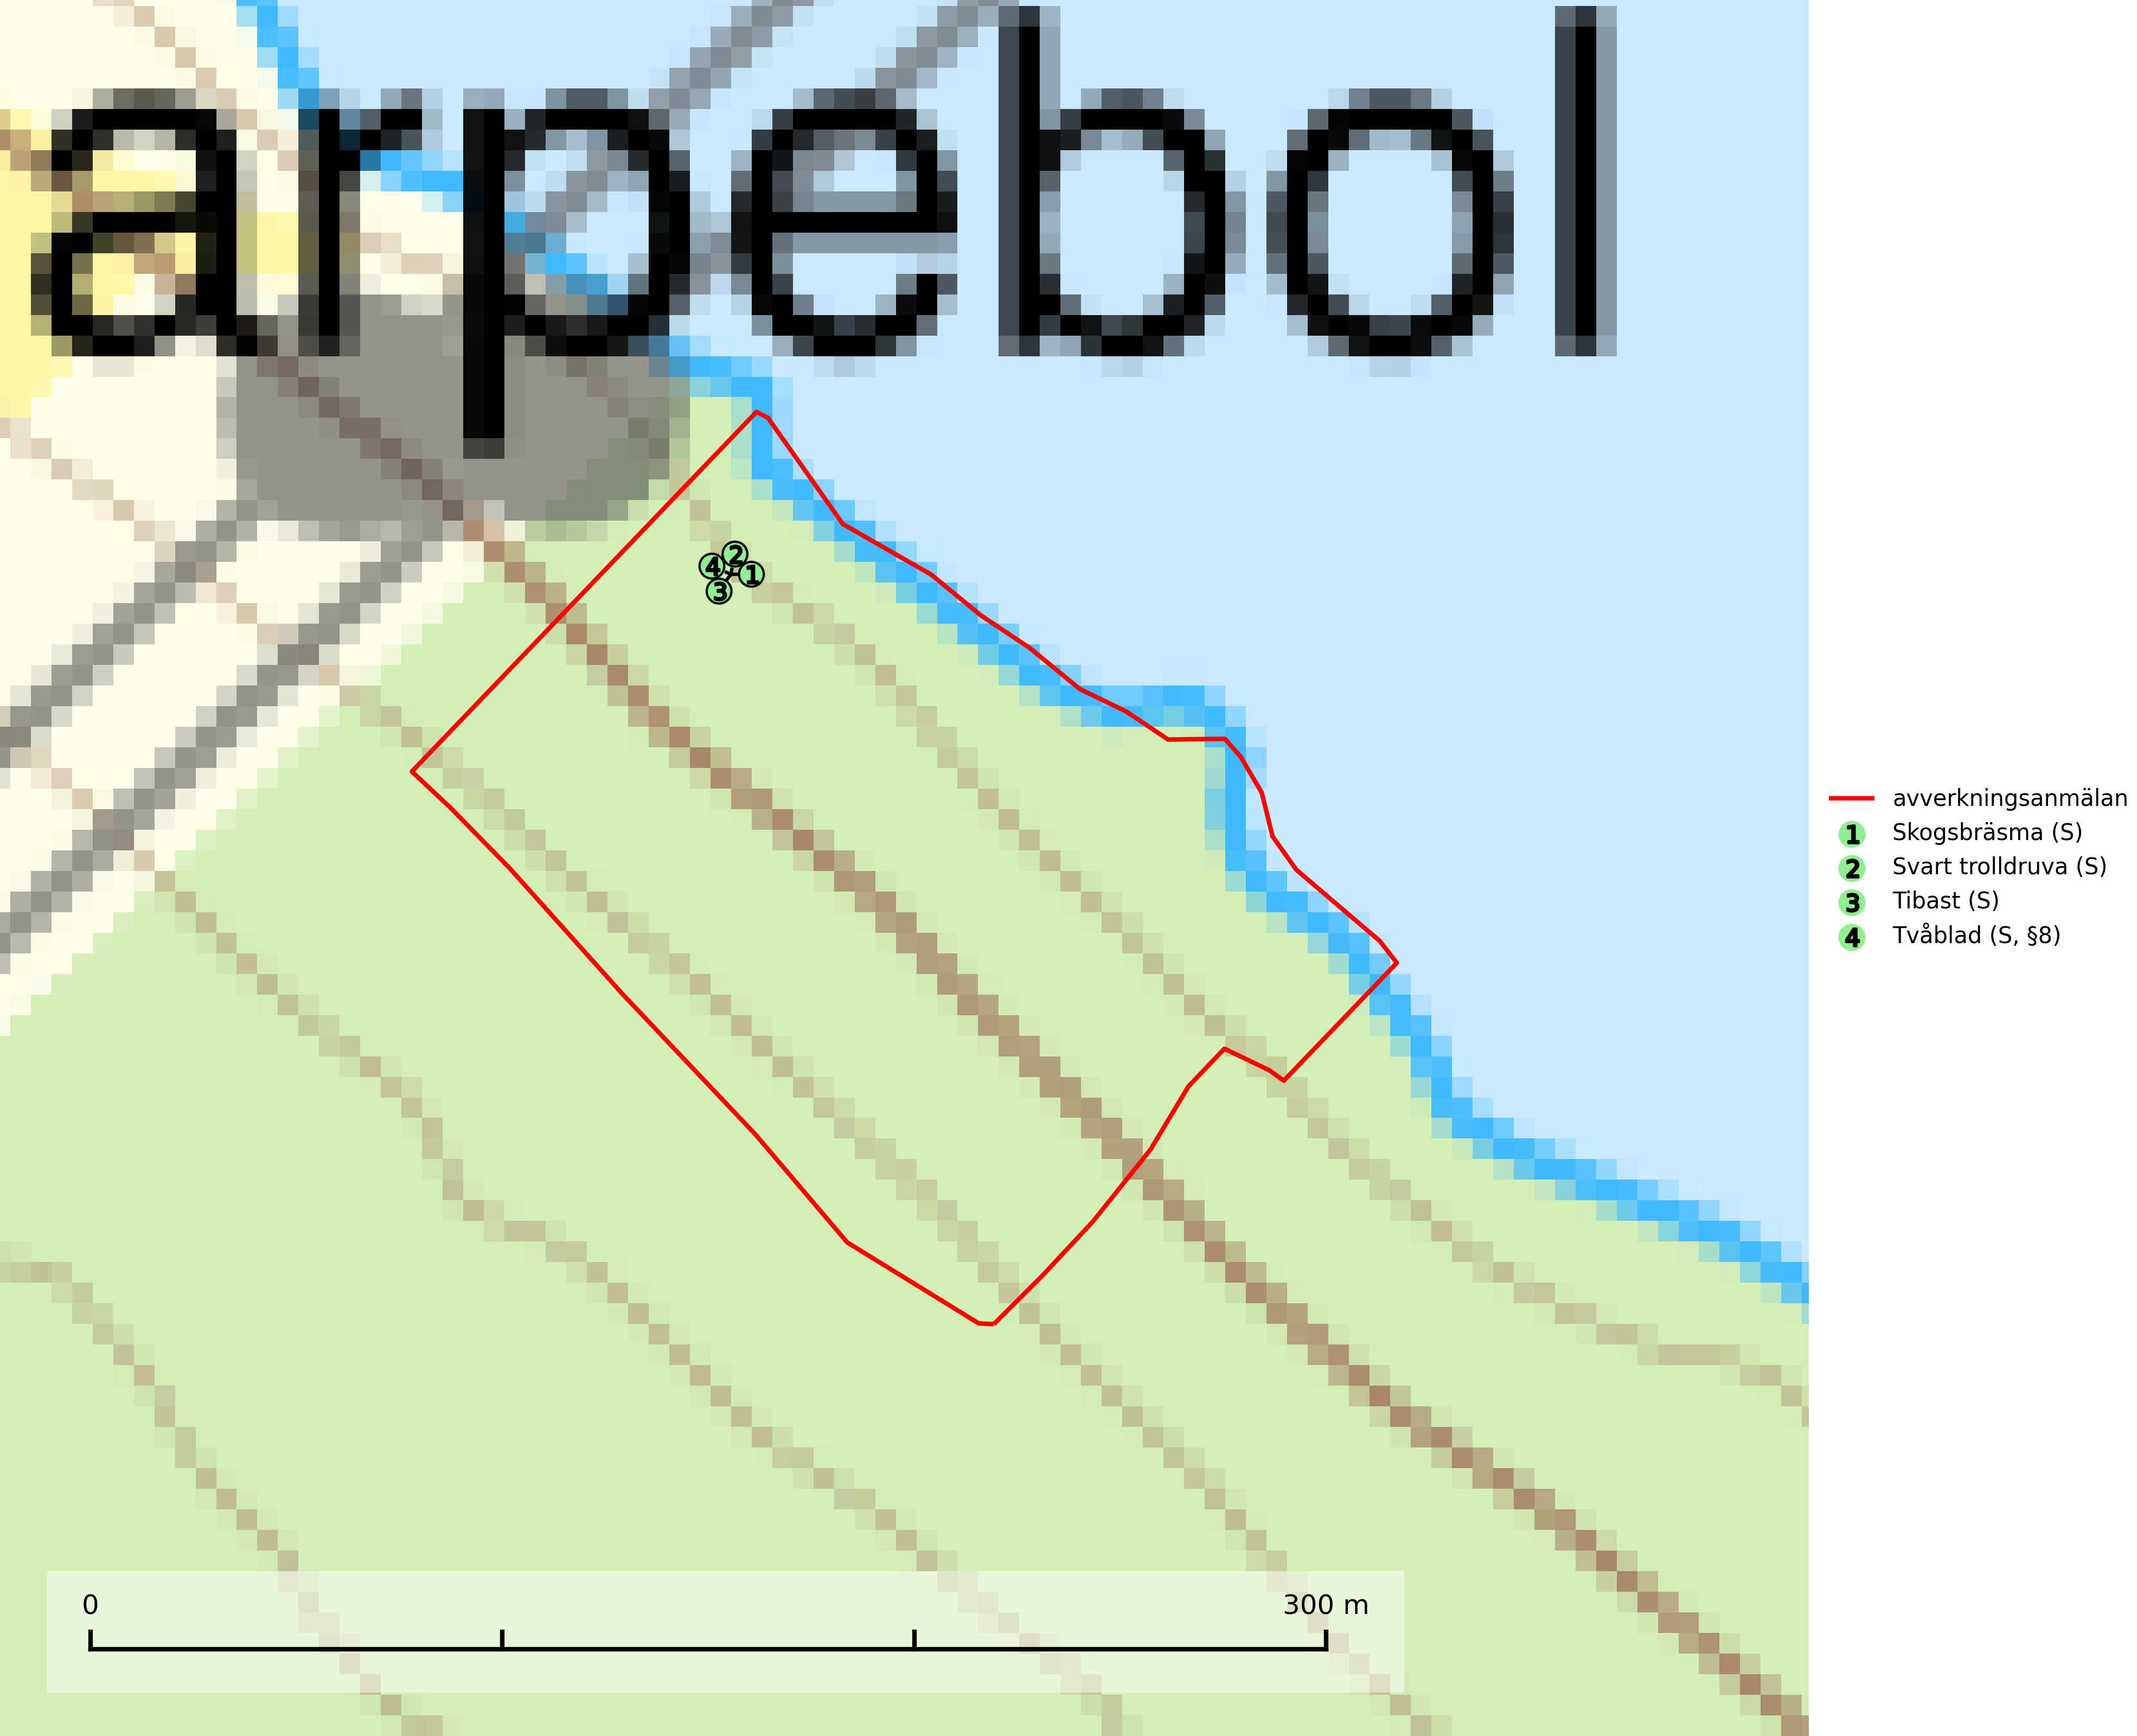 arpebol
2
4
1
3
avverkningsanmälan
1 Skogsbräsma (S)
2 Svart trolldruva (S)
3 Tibast (S)
4 Tvåblad (S, §8)
0 300 m